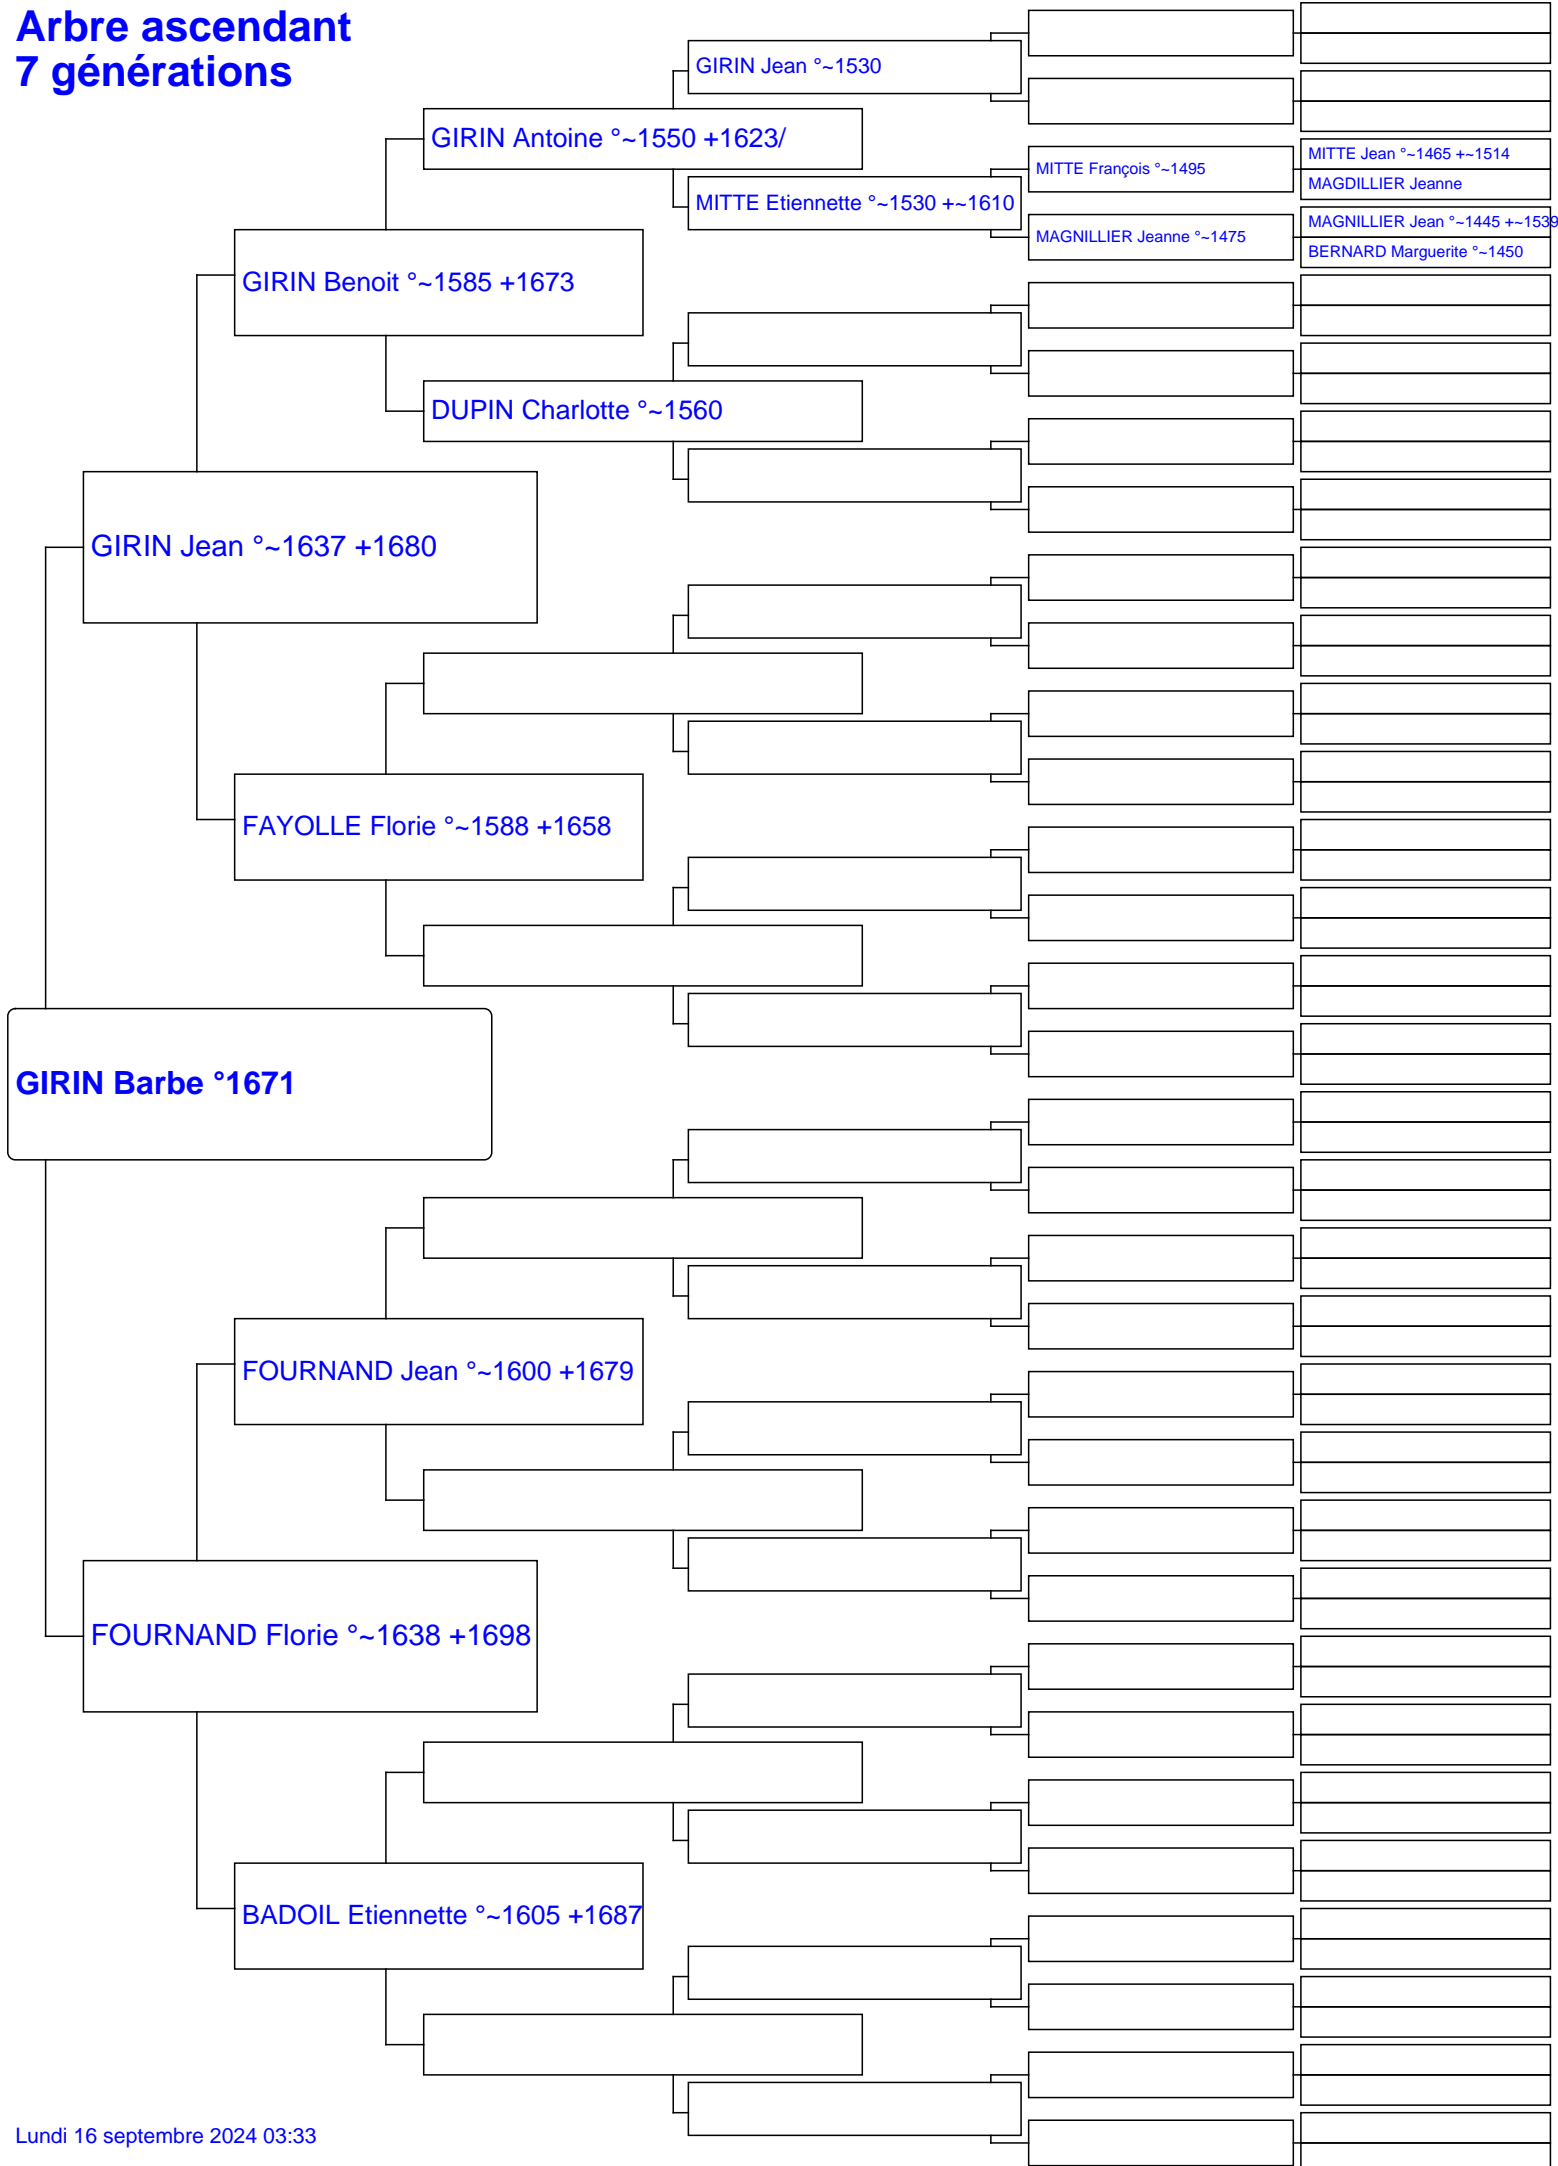 Arbre ascendant
7 générations
GIRIN Jean °~1530
GIRIN Antoine °~1550 +1623/
MITTE Jean °~1465 +~1514
MITTE François °~1495
MAGDILLIER Jeanne
MITTE Etiennette °~1530 +~1610
MAGNILLIER Jean °~1445 +~1539
MAGNILLIER Jeanne °~1475
BERNARD Marguerite °~1450
GIRIN Benoit °~1585 +1673
DUPIN Charlotte °~1560
GIRIN Jean °~1637 +1680
FAYOLLE Florie °~1588 +1658
GIRIN Barbe °1671
FOURNAND Jean °~1600 +1679
FOURNAND Florie °~1638 +1698
BADOIL Etiennette °~1605 +1687
Lundi 16 septembre 2024 03:33